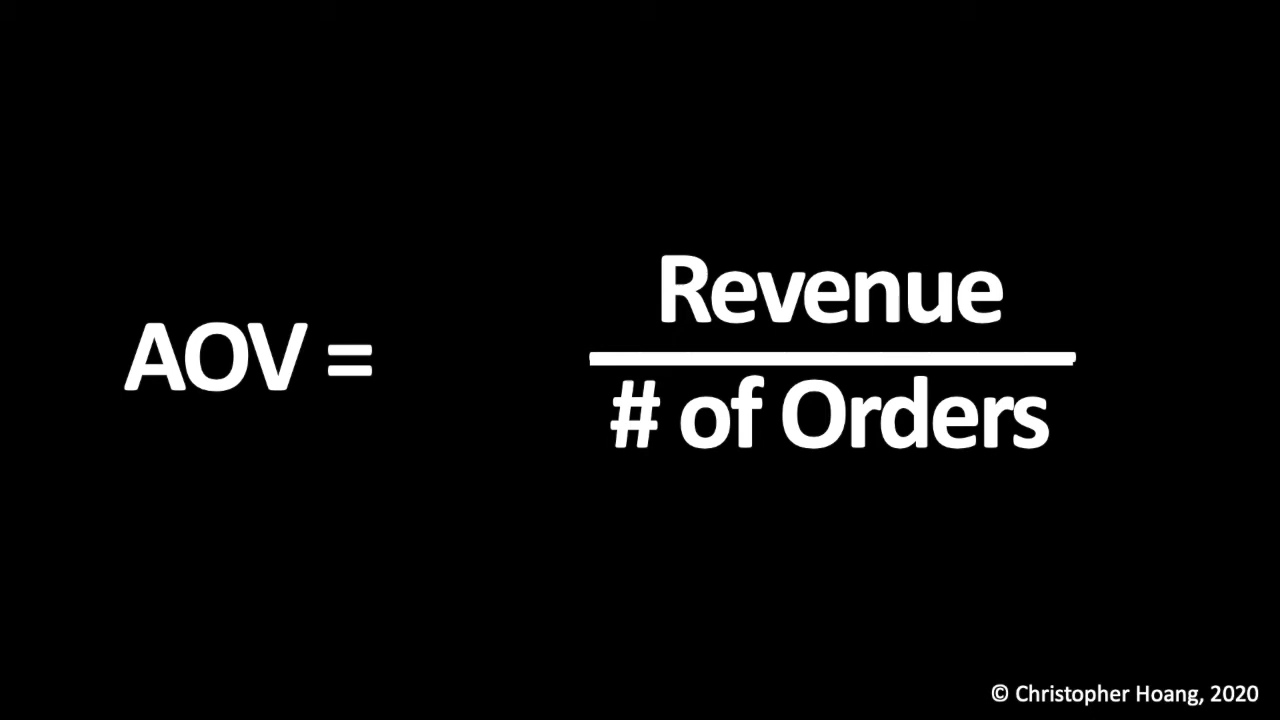 AOV =
Revenue
# of Orders
© Christopher Hoang, 2020